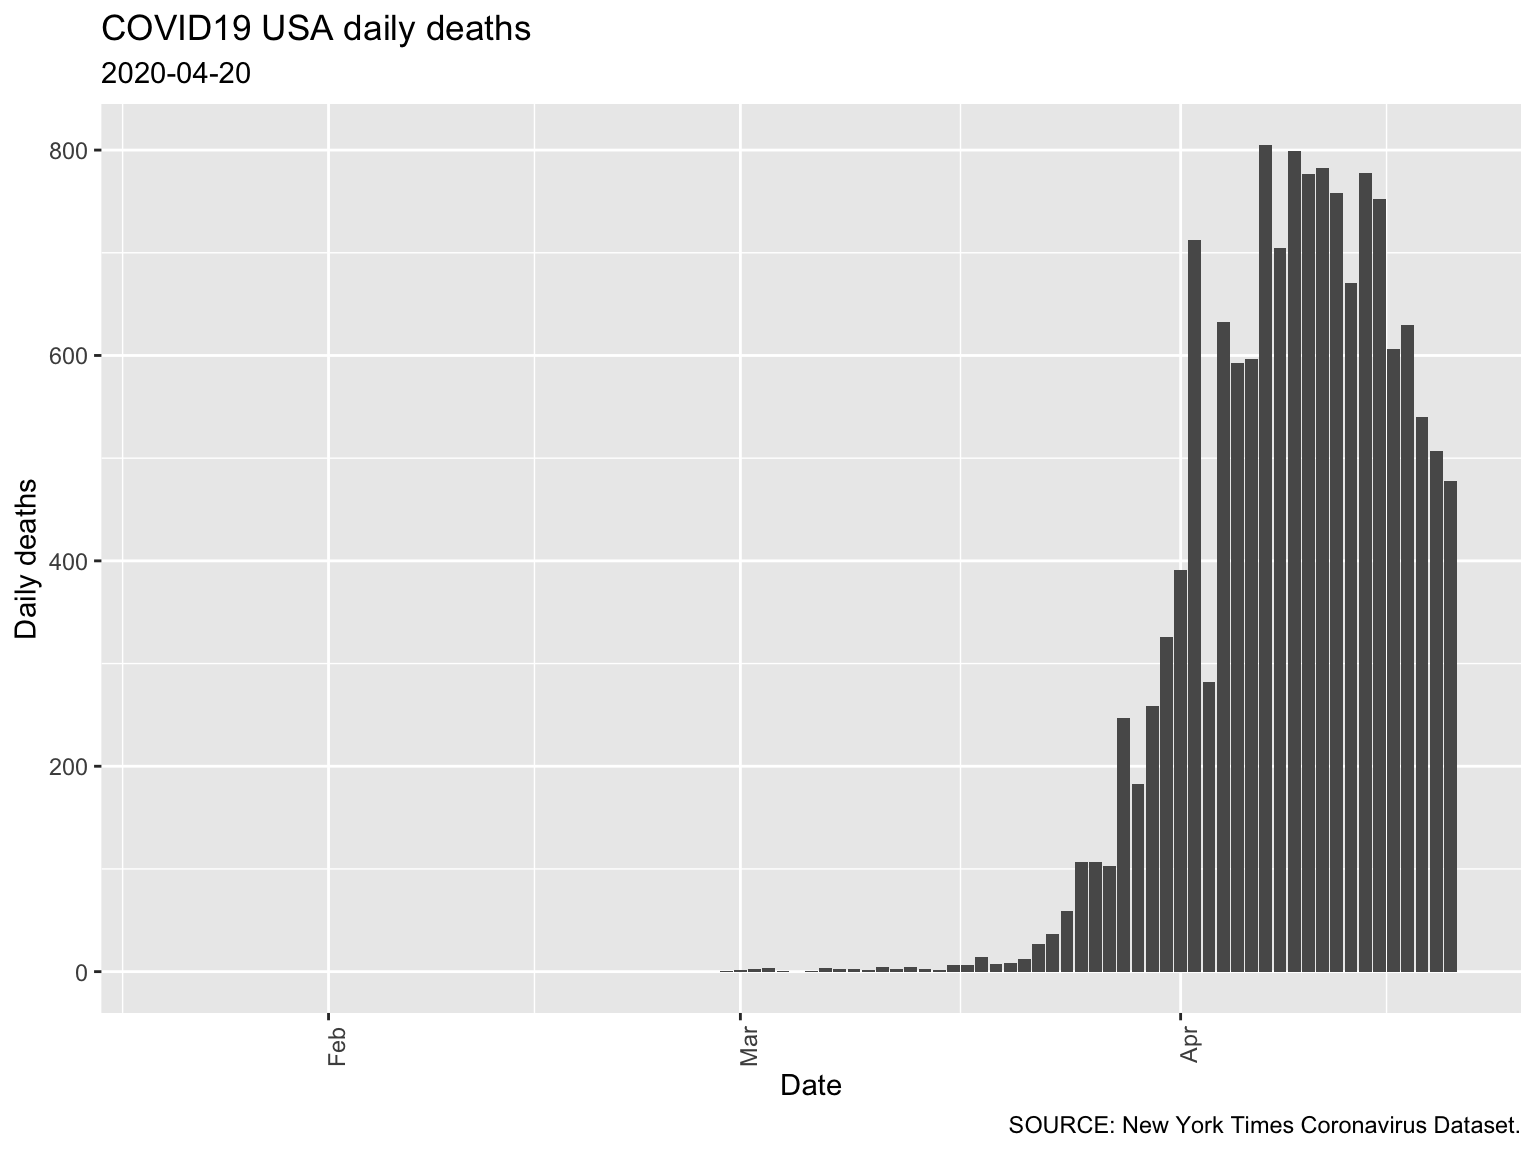 COVID19 USA daily deaths
2020-04-20
Daily deaths
800
600
400
200
0
Feb
Mar
Apr
Date
SOURCE: New York Times Coronavirus Dataset.